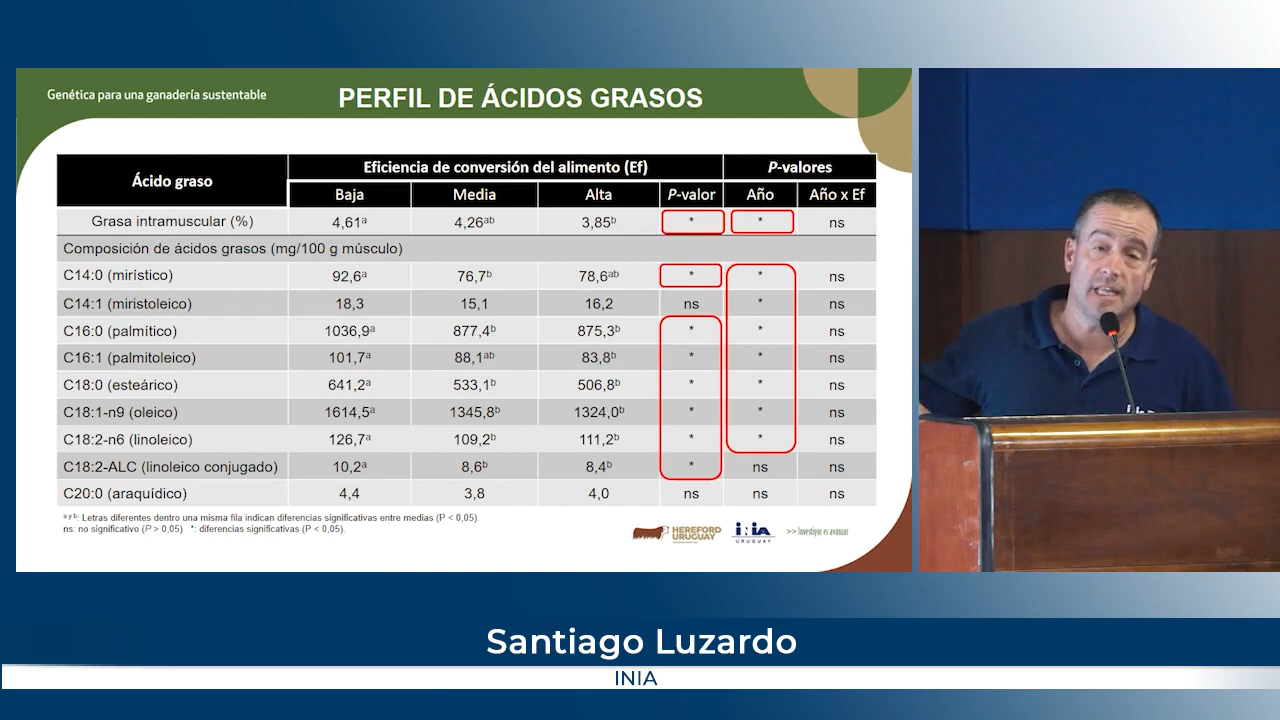 Genética para una ganadería sustentable
PERFIL DE ÁCIDOS GRASOS
Ácido graso Eficiencia de conversión del alimento (Ef) P-valores
Baja Media Alta P-valor Año Año x Ef
Grasa intramuscular (%) 4,61ᵃ 4,26ᵃᵇ 3,85ᵇ * * ns
Composición de ácidos grasos (mg/100 g músculo)
C14:0 (mirístico) 92,6ᵃ 76,7ᵇ 78,6ᵃᵇ * * ns
C14:1 (miristoleico) 18,3 15,1 16,2 ns * ns
C16:0 (palmítico) 1036,9ᵃ 877,4ᵇ 875,3ᵇ * * ns
C16:1 (palmitoleico) 101,7ᵃ 88,1ᵃᵇ 83,8ᵇ * * ns
C18:0 (esteárico) 641,2ᵃ 533,1ᵇ 506,8ᵇ * * ns
C18:1-n9 (oleico) 1614,5ᵃ 1345,8ᵇ 1324,0ᵇ * * ns
C18:2-n6 (linoleico) 126,7ᵃ 109,2ᵇ 111,2ᵇ * * ns
C18:2-ALC (linoleico conjugado) 10,2ᵃ 8,6ᵇ 8,4ᵇ * ns ns
C20:0 (araquídico) 4,4 3,8 4,0 ns ns ns
ᵃ ʸ ᵇ: Letras diferentes dentro una misma fila indican diferencias significativas entre medias (P < 0,05).
ns: no significativo (P > 0,05) *: diferencias significativas (P < 0,05).
HEREFORD
URUGUAY
INIA
URUGUAY
>> Investigar es avanzar
Santiago Luzardo
INIA